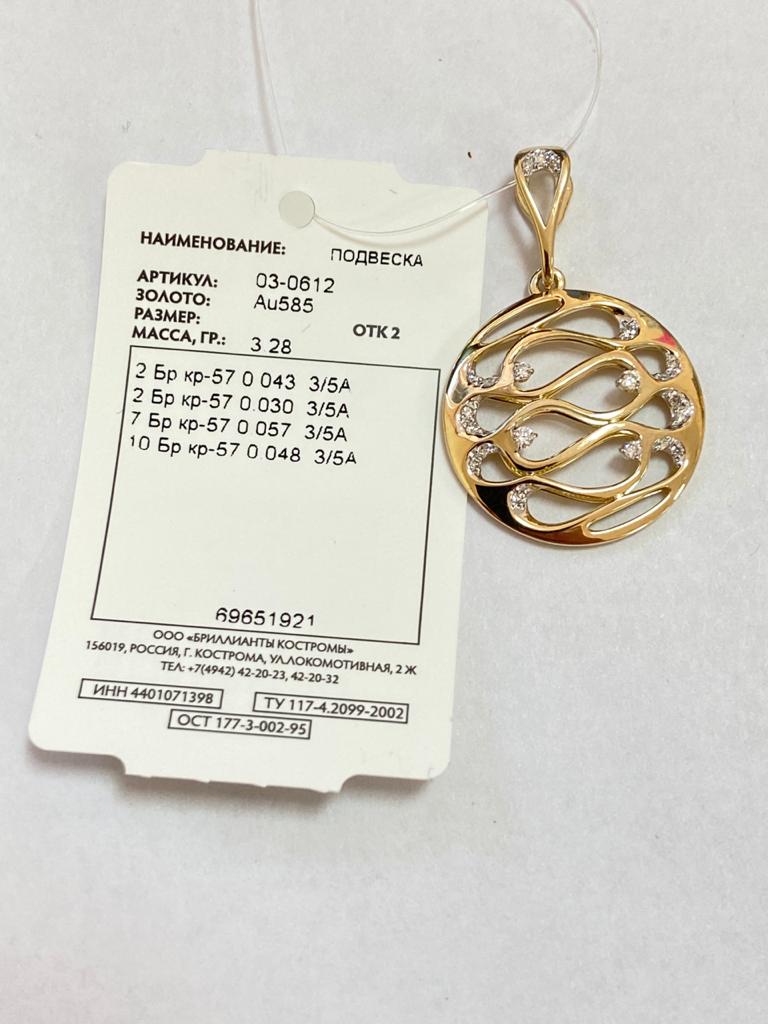 НАИМЕНОВАНИЕ: ПОДВЕСКА
АРТИКУЛ: 03-0612
ЗОЛОТО: Au585
РАЗМЕР: ОТК 2
МАССА, ГР.: 3 28
2 Бр кр-57 0 043 3/5А
2 Бр кр-57 0.030 3/5А
7 Бр кр-57 0 057 3/5А
10 Бр кр-57 0 048 3/5А
69651921
ООО «БРИЛЛИАНТЫ КОСТРОМЫ»
156019, РОССИЯ, Г. КОСТРОМА, УЛ.ЛОКОМОТИВНАЯ, 2 Ж
ТЕЛ: +7(4942) 42-20-23, 42-20-32
ИНН 4401071398 ТУ 117-4.2099-2002
ОСТ 177-3-002-95